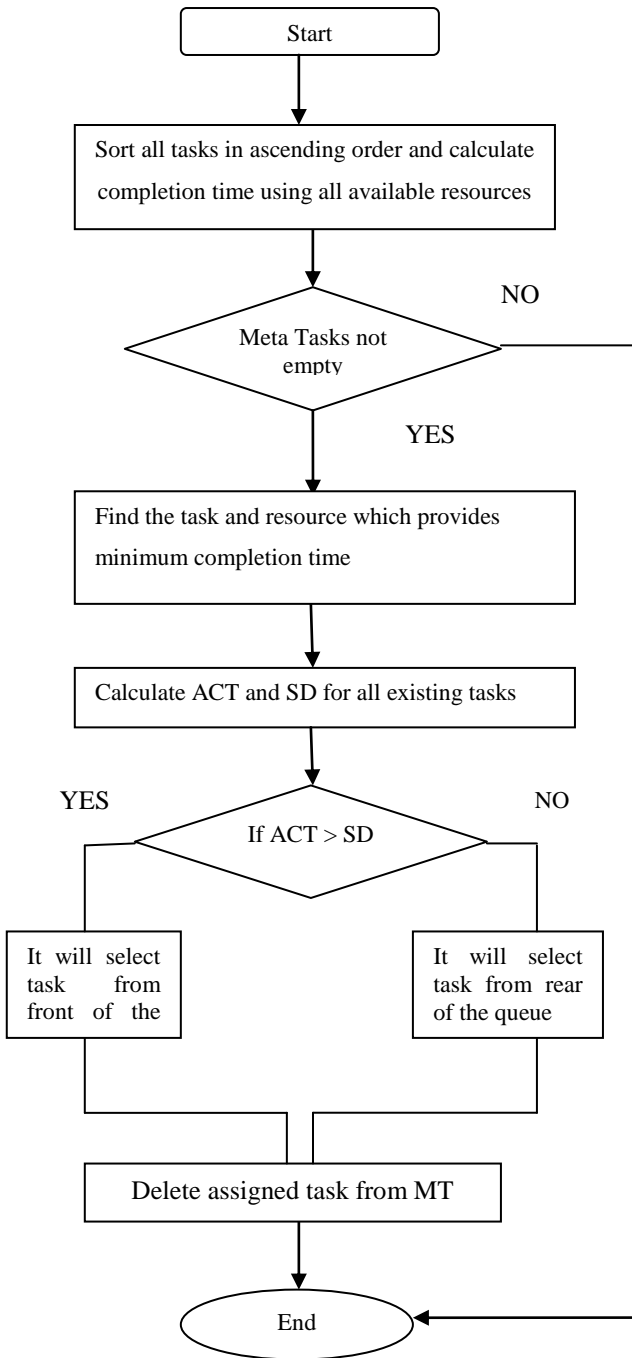 Start
Sort all tasks in ascending order and calculate
completion time using all available resources
NO
Meta Tasks not
empty
YES
Find the task and resource which provides
minimum completion time
Calculate ACT and SD for all existing tasks
YES
NO
If ACT > SD
It will select
task from
front of the
It will select
task from rear
of the queue
Delete assigned task from MT
End